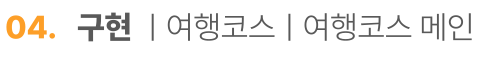 04. 구현 | 여행코스 | 여행코스 메인